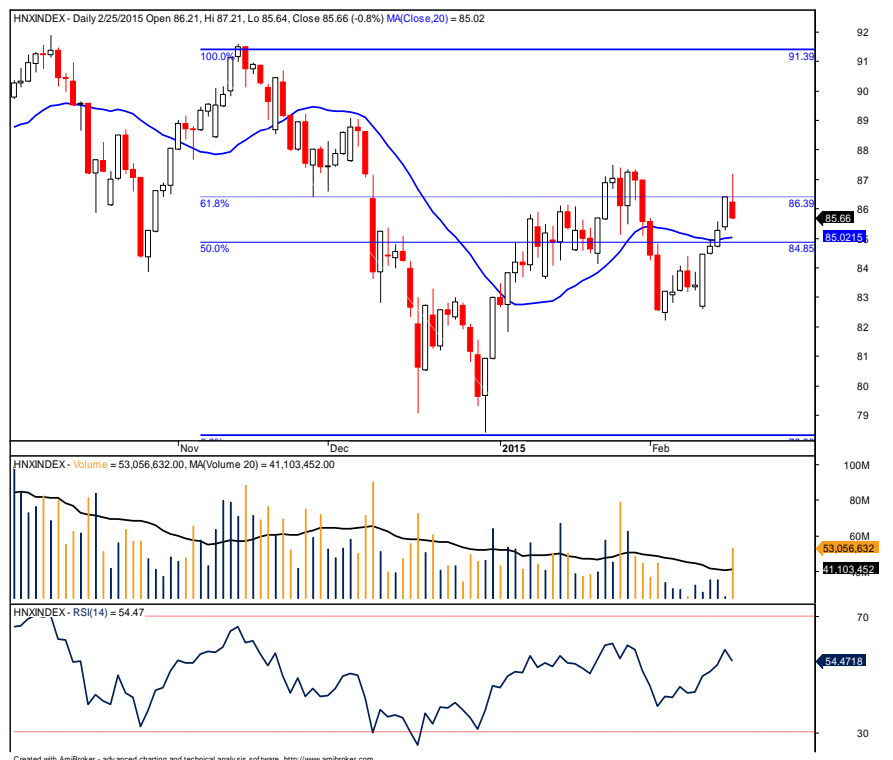 HNXINDEX - Daily 2/25/2015 Open 86.21, Hi 87.21, Lo 85.64, Close 85.66 (-0.8%) MA(Close,20) = 85.02
92
100.0%
91.39
91
90
89
88
87
61.8%
86.39
86
85.66
85.0215
50.0%
84.85
84
83
82
81
80
79
Nov
Dec
2015
Feb
HNXINDEX - Volume = 53,056,632.00, MA(Volume 20) = 41,103,452.00
100M
80M
60M
53,056,632
41,103,452
HNXINDEX - RSI(14) = 54.47
70
54.4718
30
Created with AmiBroker - advanced charting and technical analysis software. http://www.amibroker.com